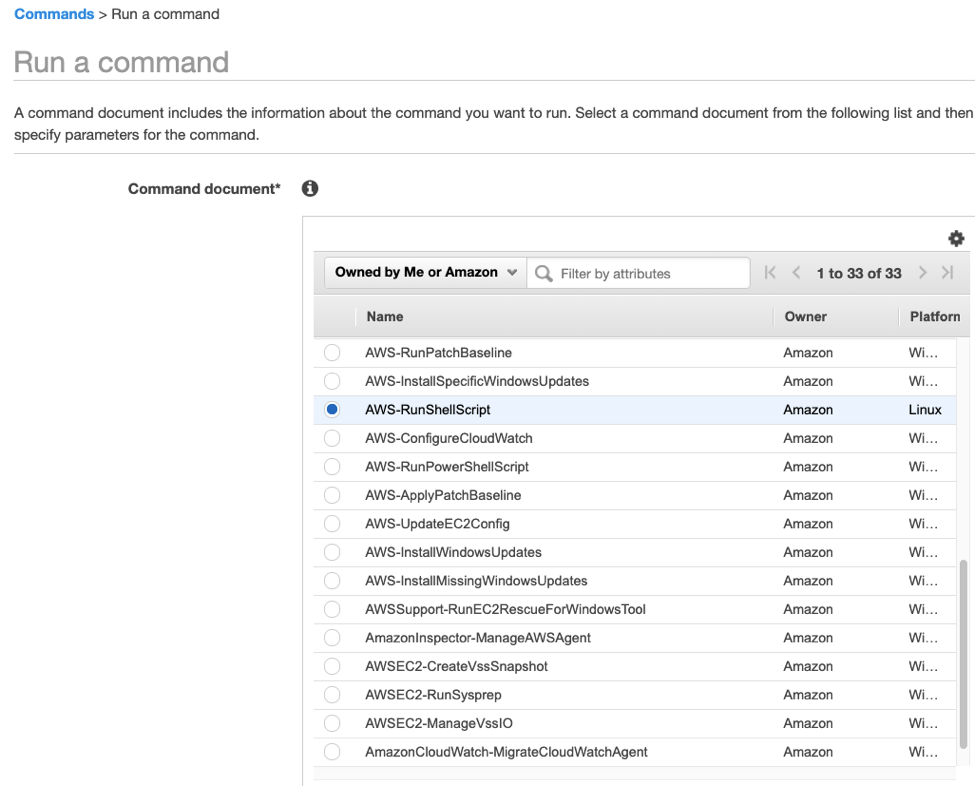 Commands > Run a command
Run a command
A command document includes the information about the command you want to run. Select a command document from the following list and then
specify parameters for the command.
Command document*
Owned by Me or Amazon Filter by attributes 1 to 33 of 33
Name Owner Platform
AWS-RunPatchBaseline Amazon Wi...
AWS-InstallSpecificWindowsUpdates Amazon Wi...
AWS-RunShellScript Amazon Linux
AWS-ConfigureCloudWatch Amazon Wi...
AWS-RunPowerShellScript Amazon Wi...
AWS-ApplyPatchBaseline Amazon Wi...
AWS-UpdateEC2Config Amazon Wi...
AWS-InstallWindowsUpdates Amazon Wi...
AWS-InstallMissingWindowsUpdates Amazon Wi...
AWSSupport-RunEC2RescueForWindowsTool Amazon Wi...
AmazonInspector-ManageAWSAgent Amazon Wi...
AWSEC2-CreateVssSnapshot Amazon Wi...
AWSEC2-RunSysprep Amazon Wi...
AWSEC2-ManageVssIO Amazon Wi...
AmazonCloudWatch-MigrateCloudWatchAgent Amazon Wi...